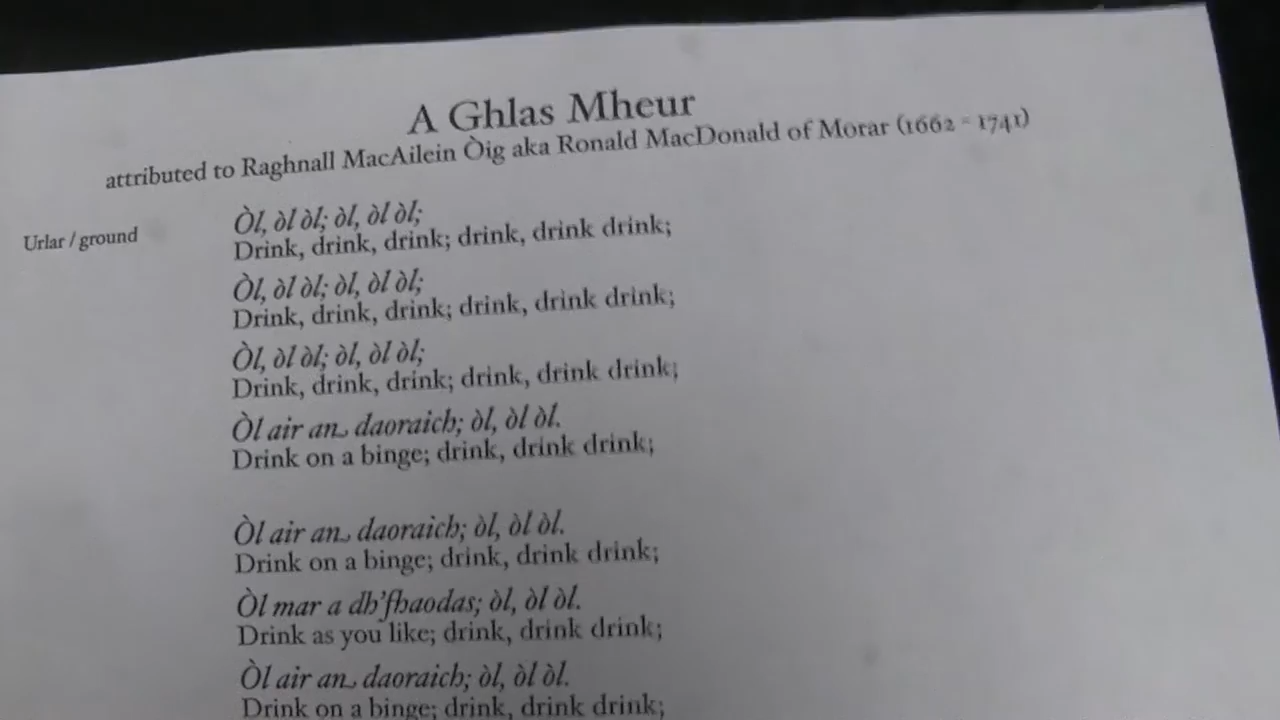 A Ghlas Mheur
attributed to Raghnall MacAilein Òig aka Ronald MacDonald of Morar (1662 - 1741)
Urlar / ground
Òl, òl òl; òl, òl òl;
Drink, drink, drink; drink, drink drink;
Òl, òl òl; òl, òl òl;
Drink, drink, drink; drink, drink drink;
Òl, òl òl; òl, òl òl;
Drink, drink, drink; drink, drink drink;
Òl air an daoraich; òl, òl òl.
Drink on a binge; drink, drink drink;
Òl air an daoraich; òl, òl òl.
Drink on a binge; drink, drink drink;
Òl mar a dh'fhaodas; òl, òl òl.
Drink as you like; drink, drink drink;
Òl air an daoraich; òl, òl òl.
Drink on a binge; drink, drink drink;